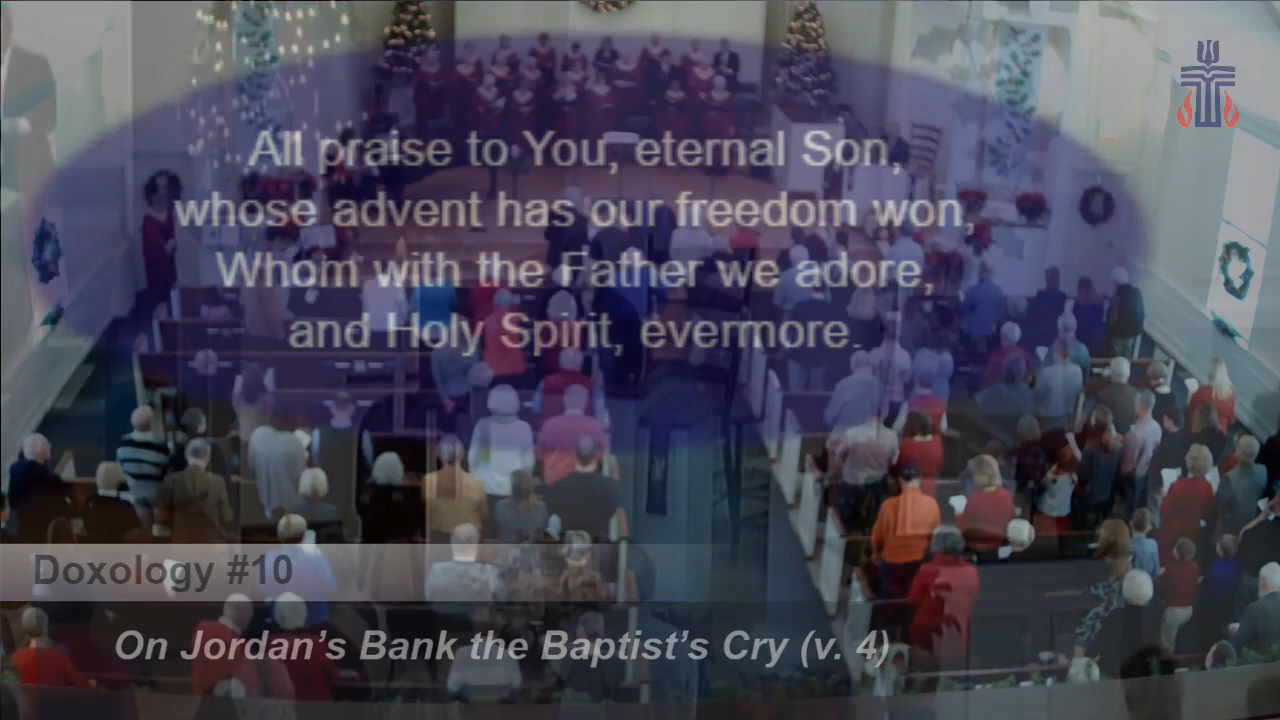 All praise to You, eternal Son,
whose advent has our freedom won,
Whom with the Father we adore,
and Holy Spirit, evermore.
Doxology #10
On Jordan’s Bank the Baptist’s Cry (v. 4)